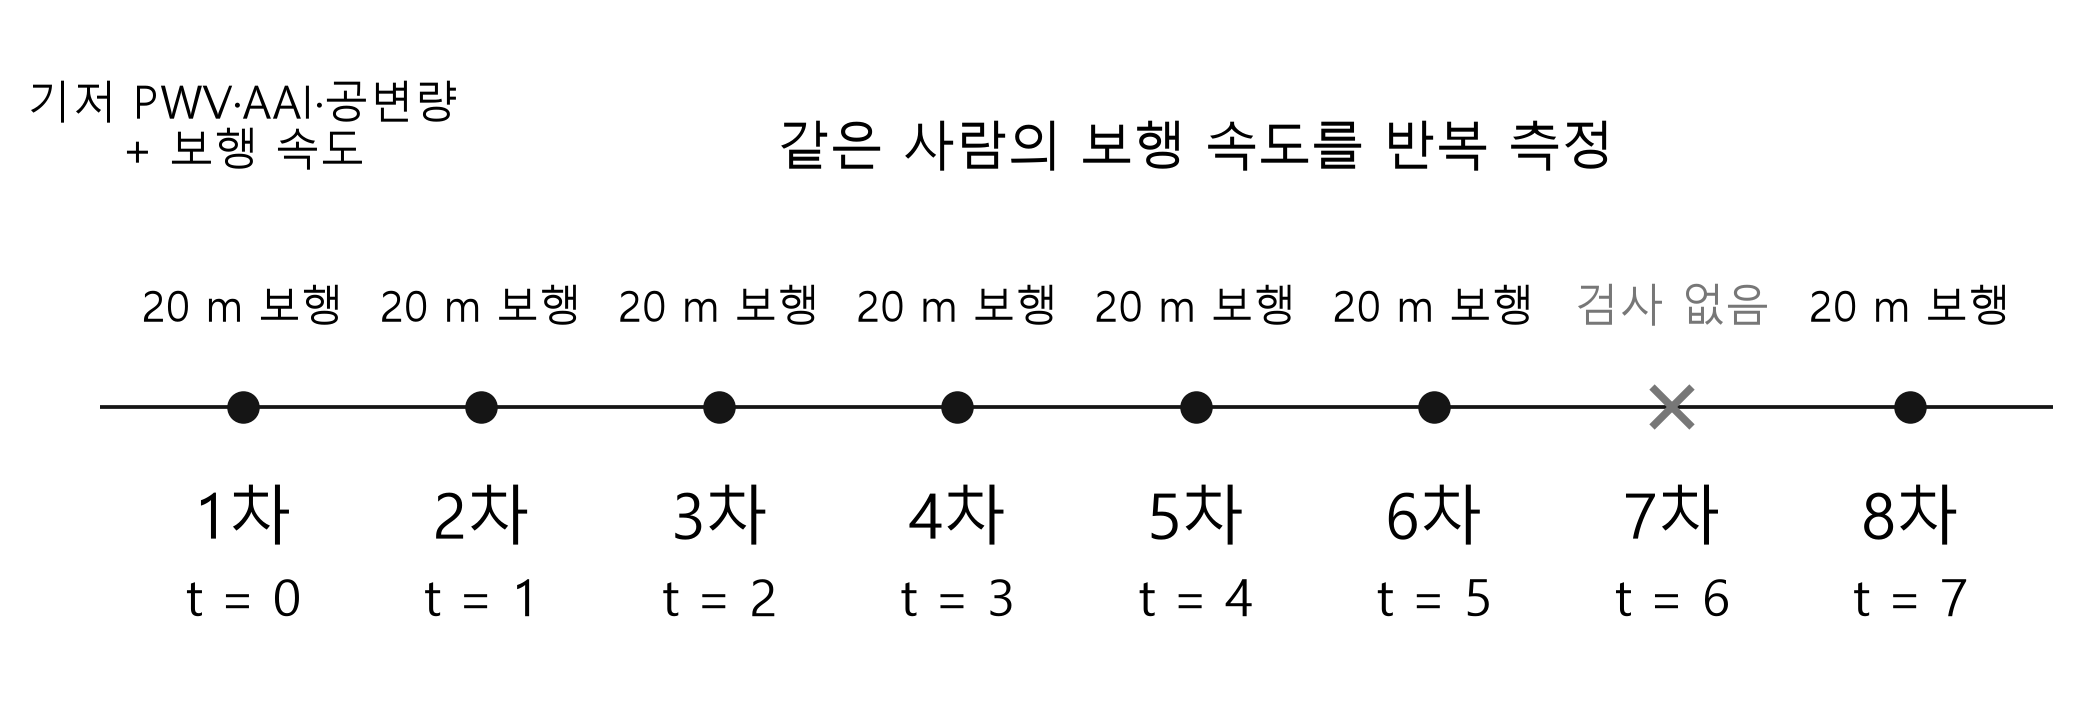 기저 PWV·AAI·공변량
+ 보행 속도
같은 사람의 보행 속도를 반복 측정
20 m 보행 20 m 보행 20 m 보행 20 m 보행 20 m 보행 20 m 보행 검사 없음 20 m 보행
1차 2차 3차 4차 5차 6차 7차 8차
t = 0 t = 1 t = 2 t = 3 t = 4 t = 5 t = 6 t = 7